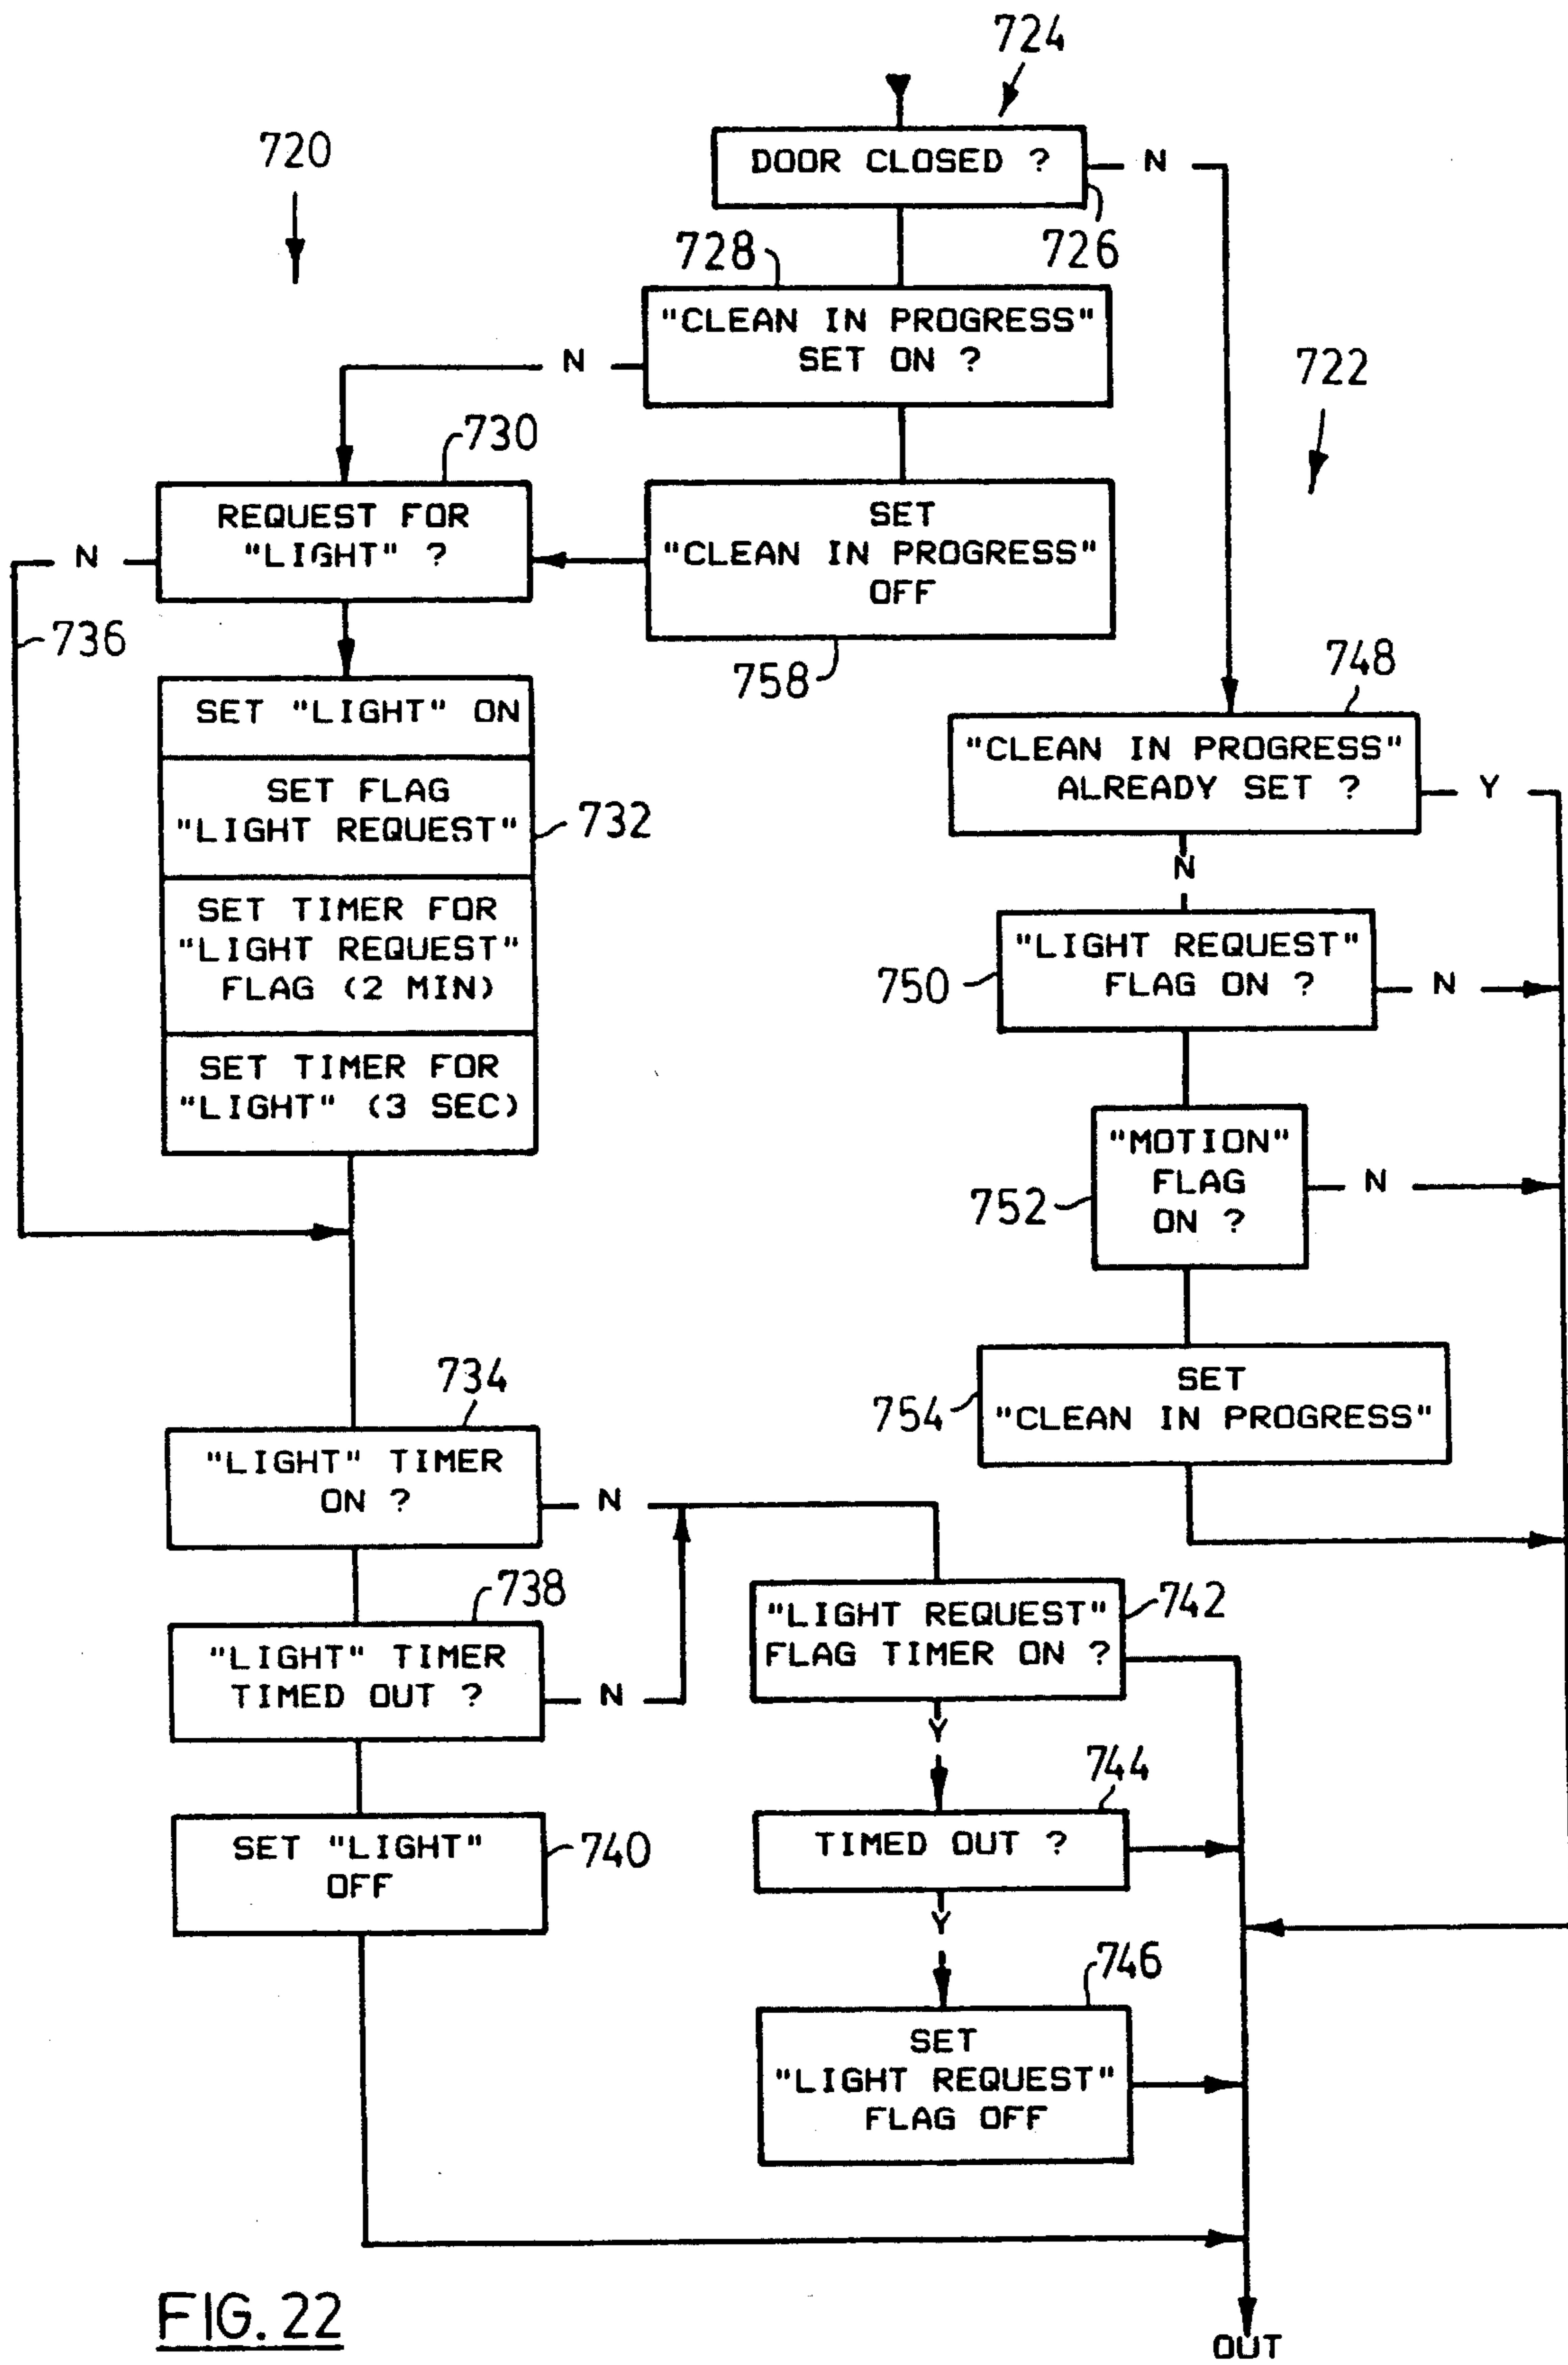 724
720
DOOR CLOSED ?
N
726
728
"CLEAN IN PROGRESS"
SET ON ?
N
722
730
REQUEST FOR
"LIGHT" ?
N
736
SET
"CLEAN IN PROGRESS"
OFF
758
748
SET "LIGHT" ON
SET FLAG
"LIGHT REQUEST"
732
SET TIMER FOR
"LIGHT REQUEST"
FLAG (2 MIN)
SET TIMER FOR
"LIGHT" (3 SEC)
"CLEAN IN PROGRESS"
ALREADY SET ?
Y
N
"LIGHT REQUEST"
FLAG ON ?
750
N
"MOTION"
FLAG
ON ?
752
N
SET
"CLEAN IN PROGRESS"
754
734
"LIGHT" TIMER
ON ?
N
738
"LIGHT" TIMER
TIMED OUT ?
N
SET "LIGHT"
OFF
740
"LIGHT REQUEST"
FLAG TIMER ON ?
742
Y
744
TIMED OUT ?
Y
746
SET
"LIGHT REQUEST"
FLAG OFF
OUT
FIG. 22